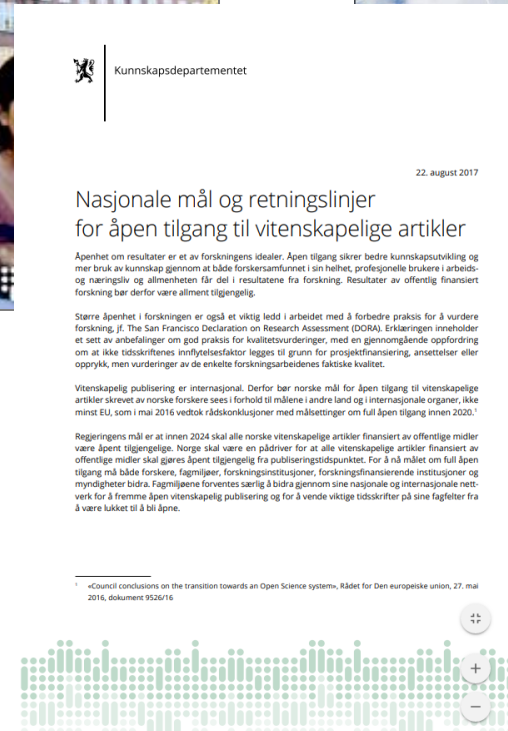 Kunnskapsdepartementet
22. august 2017
Nasjonale mål og retningslinjer
for åpen tilgang til vitenskapelige artikler
Åpenhet om resultater er et av forskningens idealer. Åpen tilgang sikrer bedre kunnskapsutvikling og
mer bruk av kunnskap gjennom at både forskersamfunnet i sin helhet, profesjonelle brukere i arbeids-
og næringsliv og allmenheten får del i resultatene fra forskning. Resultater av offentlig finansiert
forskning bør derfor være allment tilgjengelig.
Større åpenhet i forskningen er også et viktig ledd i arbeidet med å forbedre praksis for å vurdere
forskning, jf. The San Francisco Declaration on Research Assessment (DORA). Erklæringen inneholder
et sett av anbefalinger om god praksis for kvalitetsvurderinger, med en gjennomgående oppfordring
om at ikke tidsskriftenes innflytelsesfaktor legges til grunn for prosjektfinansiering, ansettelser eller
opprykk, men vurderinger av de enkelte forskningsarbeidenes faktiske kvalitet.
Vitenskapelig publisering er internasjonal. Derfor bør norske mål for åpen tilgang til vitenskapelige
artikler skrevet av norske forskere sees i forhold til målene i andre land og i internasjonale organer, ikke
minst EU, som i mai 2016 vedtok rådskonklusjoner med målsettinger om full åpen tilgang innen 2020.¹
Regjeringens mål er at innen 2024 skal alle norske vitenskapelige artikler finansiert av offentlige midler
være åpent tilgjengelige. Norge skal være en pådriver for at alle vitenskapelige artikler finansiert av
offentlige midler skal gjøres åpent tilgjengelig fra publiseringstidspunktet. For å nå målet om full åpen
tilgang må både forskere, fagmiljøer, forskningsinstitusjoner, forskningsfinansierende institusjoner og
myndigheter bidra. Fagmiljøene forventes særlig å bidra gjennom sine nasjonale og internasjonale nett-
verk for å fremme åpen vitenskapelig publisering og for å vende viktige tidsskrifter på sine fagfelter fra
å være lukket til å bli åpne.
¹ «Council conclusions on the transition towards an Open Science system», Rådet for Den europeiske union, 27. mai
2016, dokument 9526/16